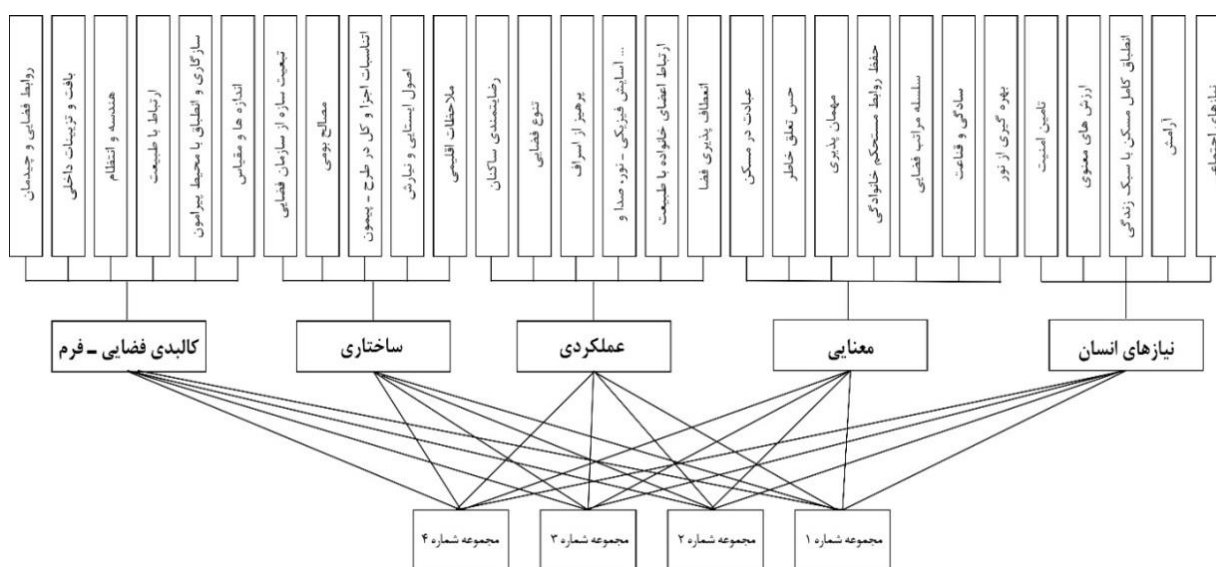 نیازهای اجتماعی
آرامش
انطباق کامل مسکن با سبک زندگی
ارزش های معنوی
تامین امنیت
بهره گیری از نور
سادگی و قناعت
سلسله مراتب فضایی
حفظ روابط مستحکم خانوادگی
مهمان پذیری
حس تعلق خاطر
عبادت در مسکن
انعطاف پذیری فضا
ارتباط اعضای خانواده با طبیعت
آسایش فیزیکی - نور، صدا و ...
پرهیز از اسراف
تنوع فضایی
رضایتمندی ساکنان
ملاحظات اقلیمی
اصول ایستایی و نیارش
اتناسبات اجزا و کل در طرح - پیمون
مصالح بومی
تبعیت سازه از سازمان فضایی
اندازه ها و مقیاس
سازگاری و انطباق با محیط پیرامون
ارتباط با طبیعت
هندسه و انتظام
بافت و تزیینات داخلی
روابط فضایی و چیدمان
نیازهای انسان
معنایی
عملکردی
ساختاری
کالبدی فضایی - فرم
مجموعه شماره ۱
مجموعه شماره ۲
مجموعه شماره ۳
مجموعه شماره ۴